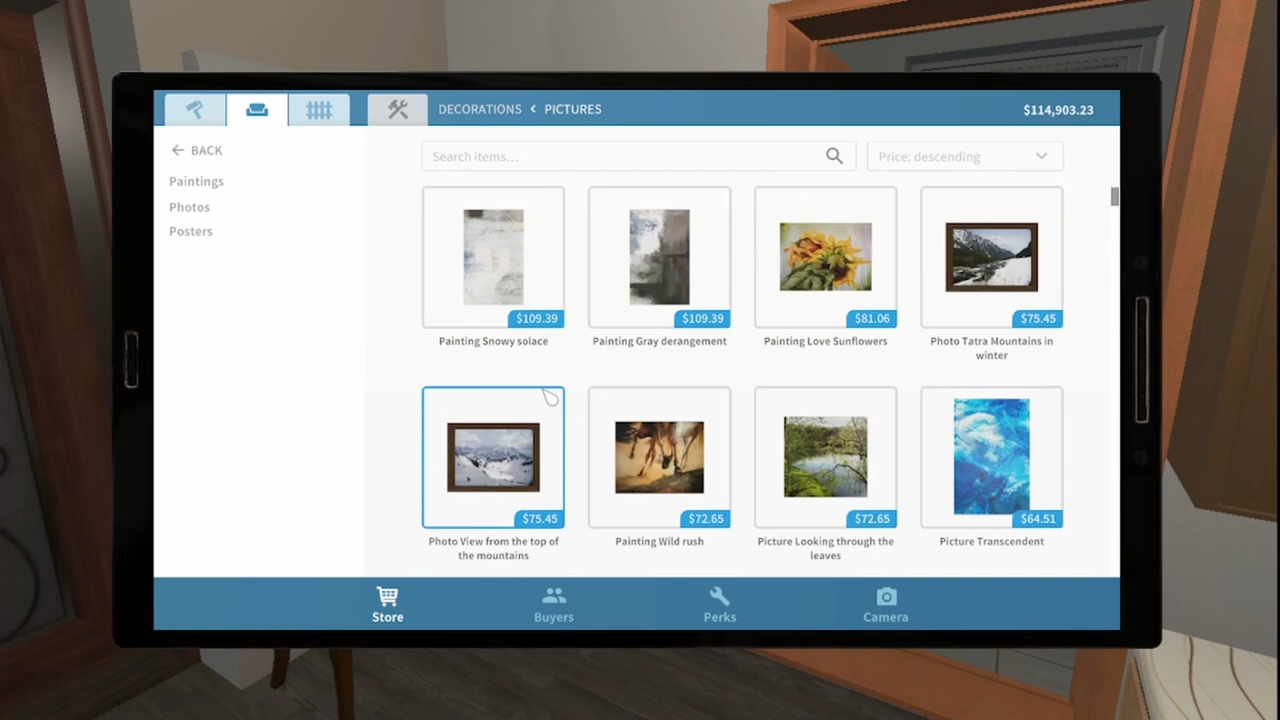 DECORATIONS < PICTURES
$114,903.23
BACK
Search items...
Price: descending
Paintings
Photos
Posters
$109.39
$109.39
$81.06
$75.45
Painting Snowy solace
Painting Gray derangement
Painting Love Sunflowers
Photo Tatra Mountains in
winter
$75.45
$72.65
$72.65
$64.51
Photo View from the top of
the mountains
Painting Wild rush
Picture Looking through the
leaves
Picture Transcendent
Store
Buyers
Perks
Camera